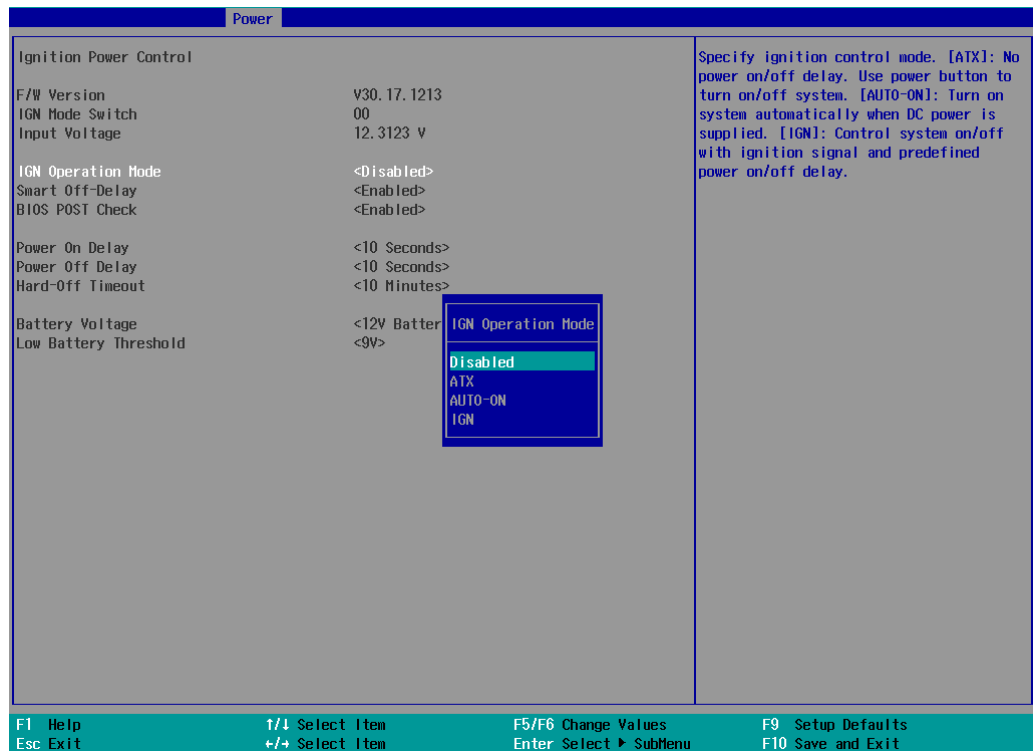 Power
Ignition Power Control
F/W Version V30.17.1213
IGN Mode Switch 00
Input Voltage 12.3123 V
IGN Operation Mode <Disabled>
Smart Off-Delay <Enabled>
BIOS POST Check <Enabled>
Power On Delay <10 Seconds>
Power Off Delay <10 Seconds>
Hard-Off Timeout <10 Minutes>
Battery Voltage <12V Batter
Low Battery Threshold <9V>
IGN Operation Mode
Disabled
ATX
AUTO-ON
IGN
Specify ignition control mode. [ATX]: No
power on/off delay. Use power button to
turn on/off system. [AUTO-ON]: Turn on
system automatically when DC power is
supplied. [IGN]: Control system on/off
with ignition signal and predefined
power on/off delay.
F1 Help ↑/↓ Select Item F5/F6 Change Values F9 Setup Defaults
Esc Exit ←/→ Select Item Enter Select ▶ SubMenu F10 Save and Exit